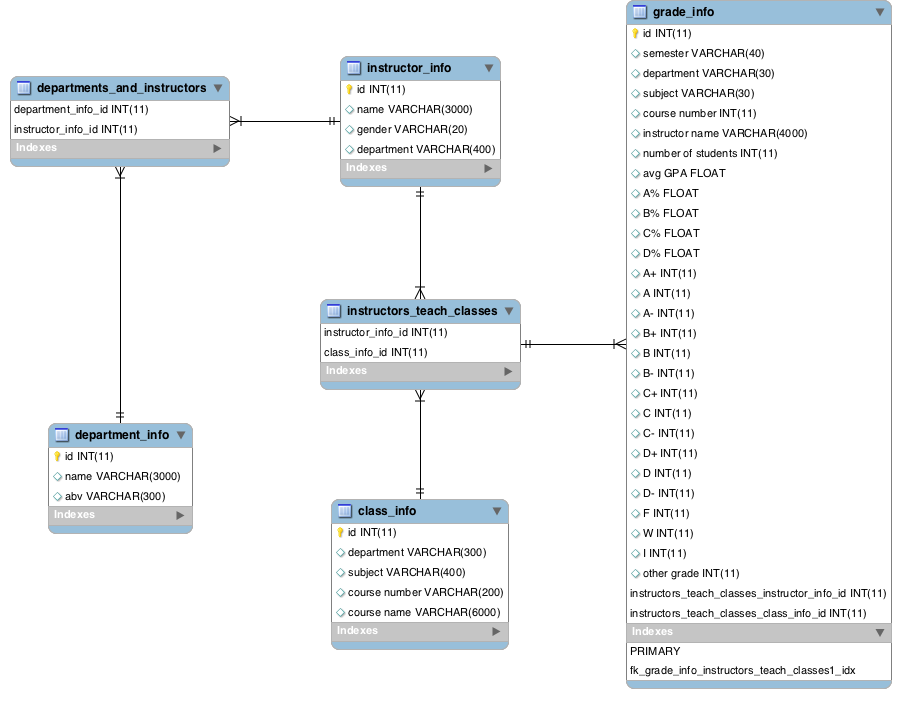 departments_and_instructors
department_info_id INT(11)
instructor_info_id INT(11)
Indexes
instructor_info
id INT(11)
name VARCHAR(3000)
gender VARCHAR(20)
department VARCHAR(400)
Indexes
instructors_teach_classes
instructor_info_id INT(11)
class_info_id INT(11)
Indexes
department_info
id INT(11)
name VARCHAR(3000)
abv VARCHAR(300)
Indexes
class_info
id INT(11)
department VARCHAR(300)
subject VARCHAR(400)
course number VARCHAR(200)
course name VARCHAR(6000)
Indexes
grade_info
id INT(11)
semester VARCHAR(40)
department VARCHAR(30)
subject VARCHAR(30)
course number INT(11)
instructor name VARCHAR(4000)
number of students INT(11)
avg GPA FLOAT
A% FLOAT
B% FLOAT
C% FLOAT
D% FLOAT
A+ INT(11)
A INT(11)
A- INT(11)
B+ INT(11)
B INT(11)
B- INT(11)
C+ INT(11)
C INT(11)
C- INT(11)
D+ INT(11)
D INT(11)
D- INT(11)
F INT(11)
W INT(11)
I INT(11)
other grade INT(11)
instructors_teach_classes_instructor_info_id INT(11)
instructors_teach_classes_class_info_id INT(11)
Indexes
PRIMARY
fk_grade_info_instructors_teach_classes1_idx